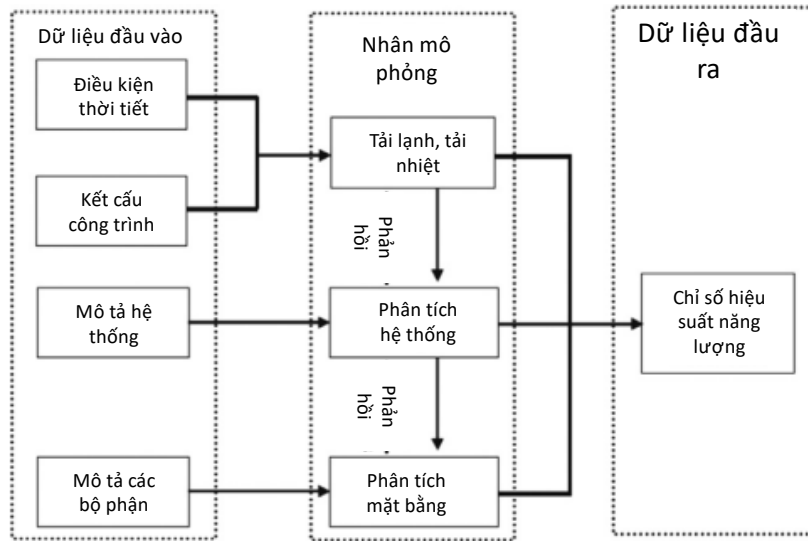 Dữ liệu đầu vào
Điều kiện
thời tiết
Kết cấu
công trình
Mô tả hệ
thống
Mô tả các
bộ phận
Nhân mô
phỏng
Tải lạnh, tải
nhiệt
Phản
hồi
Phân tích
hệ thống
Phản
hồi
Phân tích
mặt bằng
Dữ liệu đầu
ra
Chỉ số hiệu
suất năng
lượng